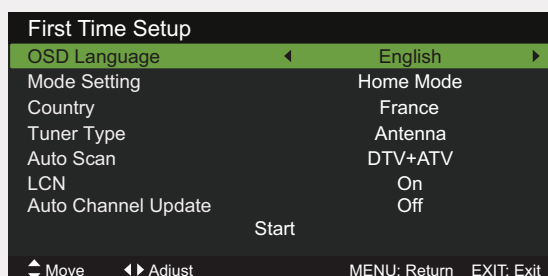 First Time Setup
OSD Language English
Mode Setting Home Mode
Country France
Tuner Type Antenna
Auto Scan DTV+ATV
LCN On
Auto Channel Update Off
Start
Move Adjust MENU: Return EXIT: Exit